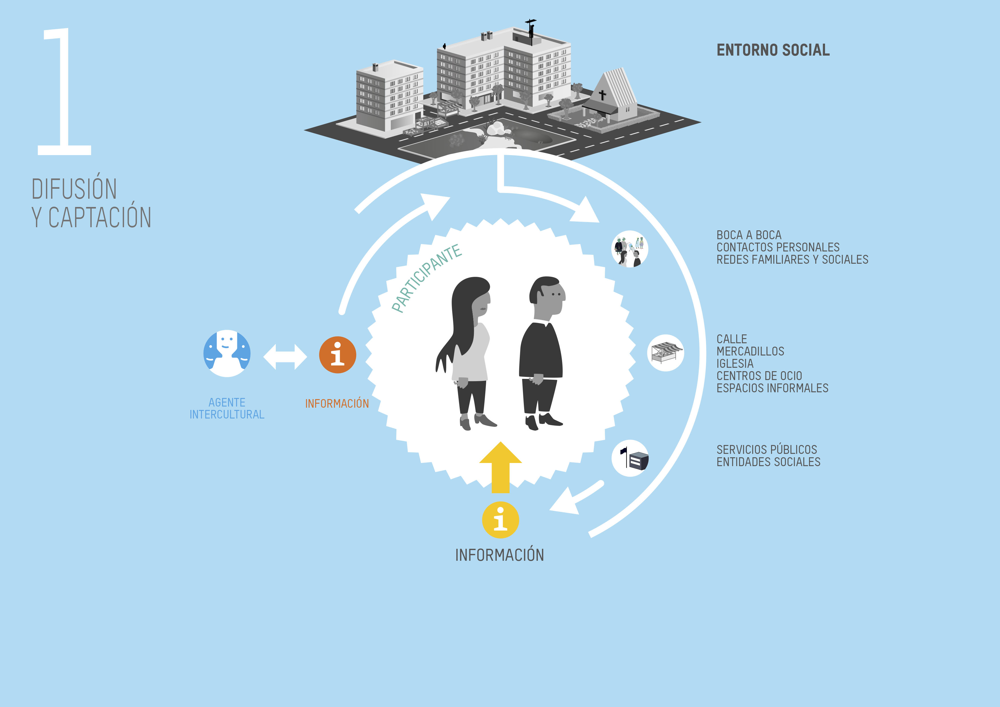 1
DIFUSIÓN
Y CAPTACIÓN
ENTORNO SOCIAL
PARTICIPANTE
BOCA A BOCA
CONTACTOS PERSONALES
REDES FAMILIARES Y SOCIALES
CALLE
MERCADILLOS
IGLESIA
CENTROS DE OCIO
ESPACIOS INFORMALES
AGENTE
INTERCULTURAL
i
INFORMACIÓN
SERVICIOS PÚBLICOS
ENTIDADES SOCIALES
i
INFORMACIÓN